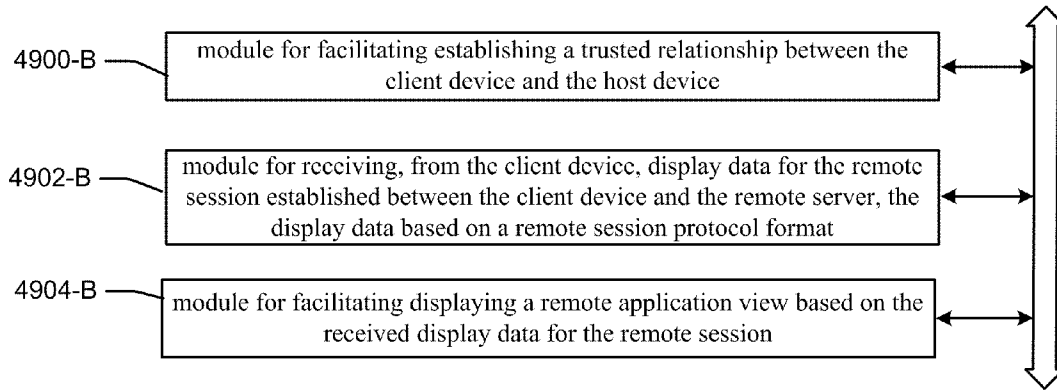 4900-B
module for facilitating establishing a trusted relationship between the
client device and the host device
4902-B
module for receiving, from the client device, display data for the remote
session established between the client device and the remote server, the
display data based on a remote session protocol format
4904-B
module for facilitating displaying a remote application view based on the
received display data for the remote session